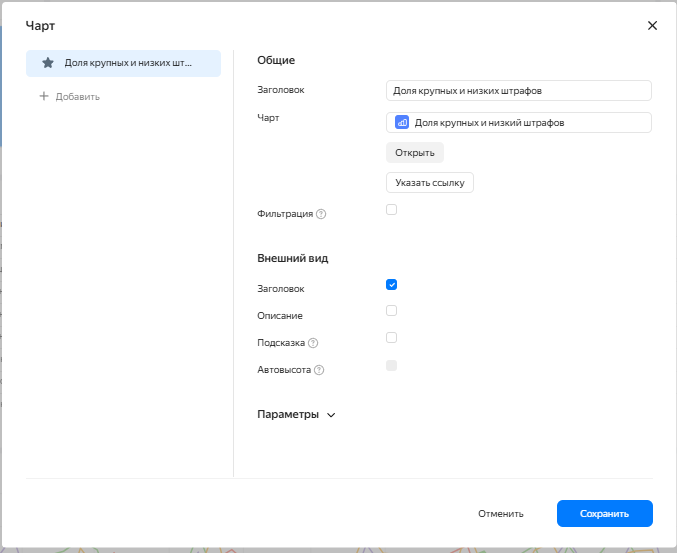 Чарт
Доля крупных и низких шт...
Добавить
Общие
Заголовок
Доля крупных и низких штрафов
Чарт
Доля крупных и низкий штрафов
Открыть
Указать ссылку
Фильтрация ?
Внешний вид
Заголовок
Описание
Подсказка ?
Автовысота ?
Параметры
Отменить
Сохранить